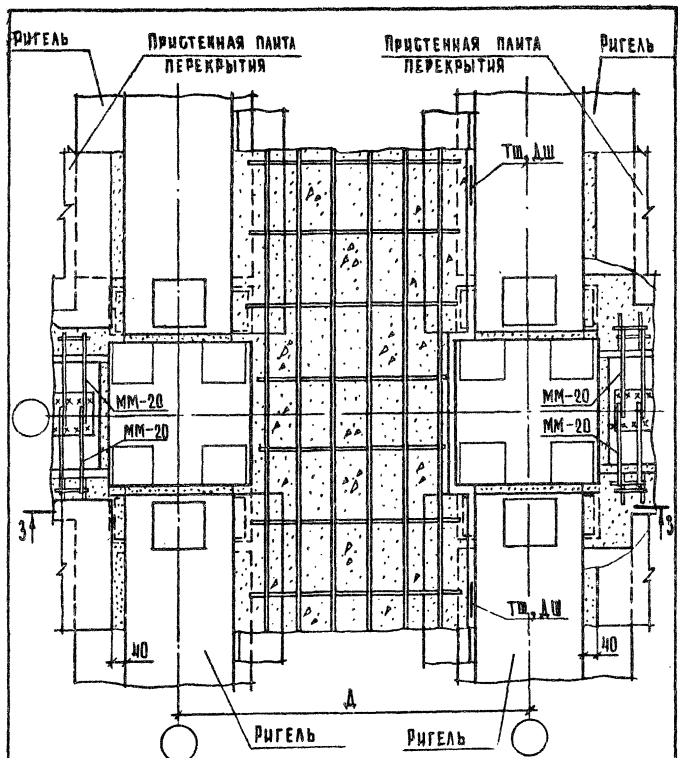 Ригель
Пристенная плита
перекрытия
Пристенная плита
перекрытия
Ригель
ТШ, ДШ
ММ-20
ММ-20
ММ-20
ММ-20
3
3
ТШ, ДШ
40
40
Д
Ригель
Ригель